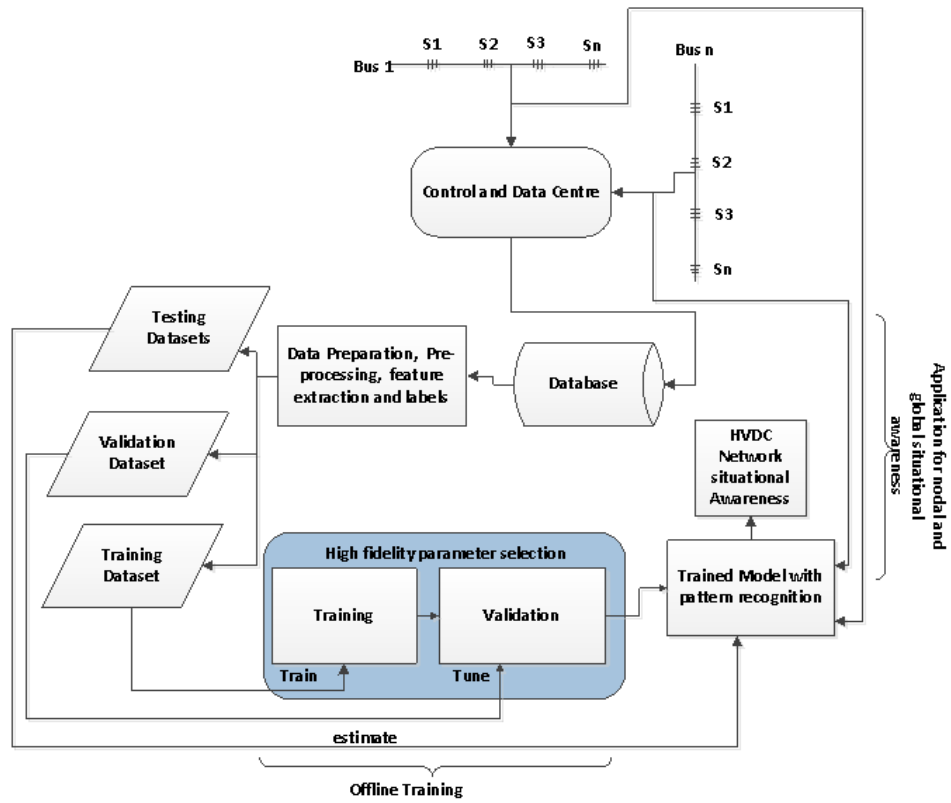 S1
S2
S3
Sn
Bus 1
Bus n
S1
S2
S3
Sn
Control and Data Centre
Testing
Datasets
Data Preparation, Pre-
processing, feature
extraction and labels
Database
Validation
Dataset
HVDC
Network
situational
Awareness
Application for nodal and
global situational
awareness
Training
Dataset
High fidelity parameter selection
Training
Validation
Trained Model with
pattern recognition
Train
Tune
estimate
Offline Training